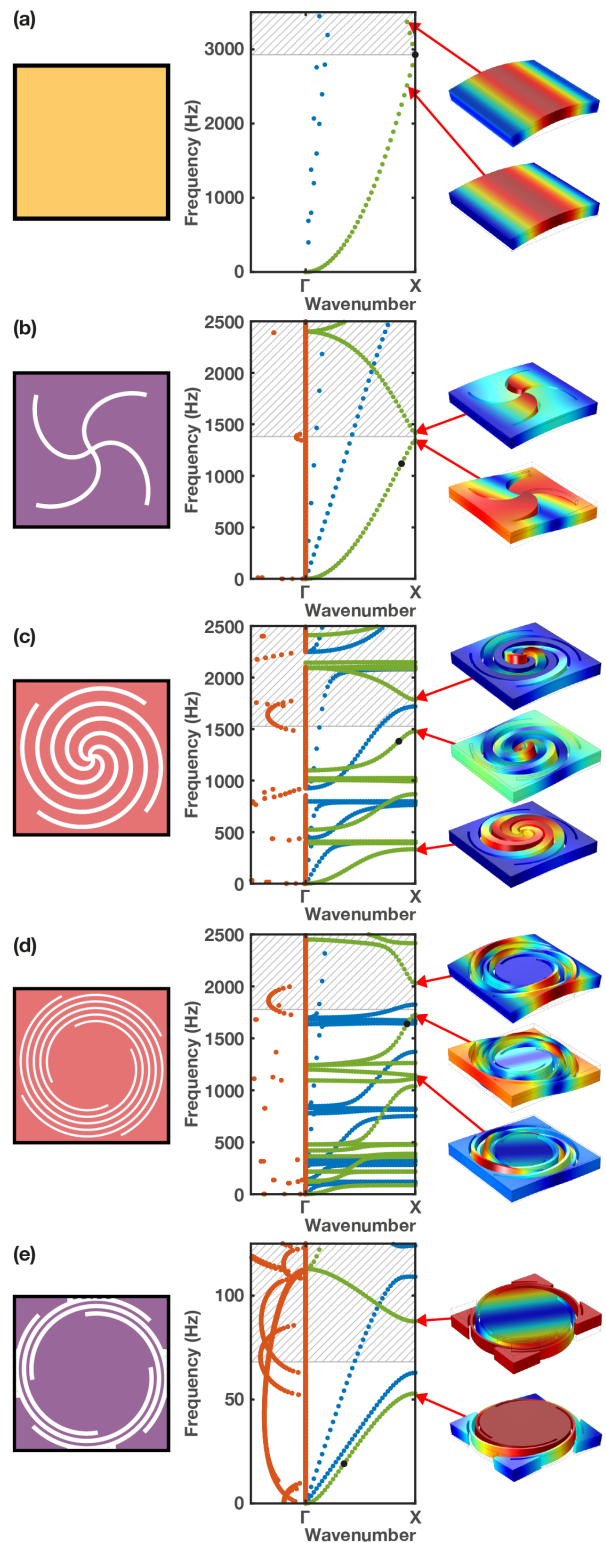 (a)
Frequency (Hz)
3000
2000
1000
0
Γ
X
Wavenumber
(b)
Frequency (Hz)
2500
2000
1500
1000
500
0
Γ
X
Wavenumber
(c)
Frequency (Hz)
2500
2000
1500
1000
500
0
Γ
X
Wavenumber
(d)
Frequency (Hz)
2500
2000
1500
1000
500
0
Γ
X
Wavenumber
(e)
Frequency (Hz)
100
50
0
Γ
X
Wavenumber